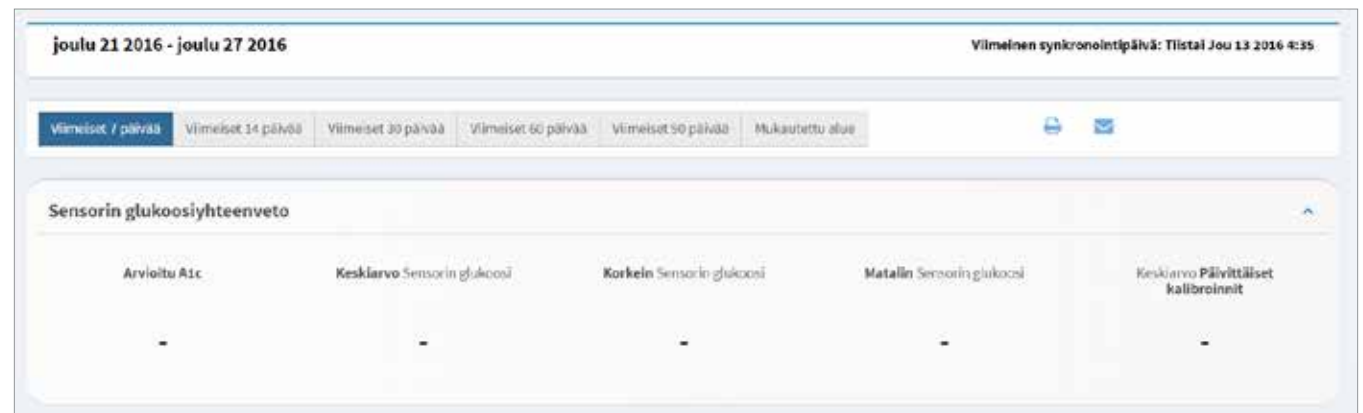 joulu 21 2016 - joulu 27 2016
Viimeinen synkronointipäivä: Tiistai Jou 13 2016 4:35
Viimeiset 7 päivää Viimeiset 14 päivää Viimeiset 30 päivää Viimeiset 60 päivää Viimeiset 90 päivää Mukautettu alue
Sensorin glukoosiyhteenveto
Arvioitu A1c
Keskiarvo Sensorin glukoosi
Korkein Sensorin glukoosi
Matalin Sensorin glukoosi
Keskiarvo Päivittäiset
kalibroinnit
- - - - -